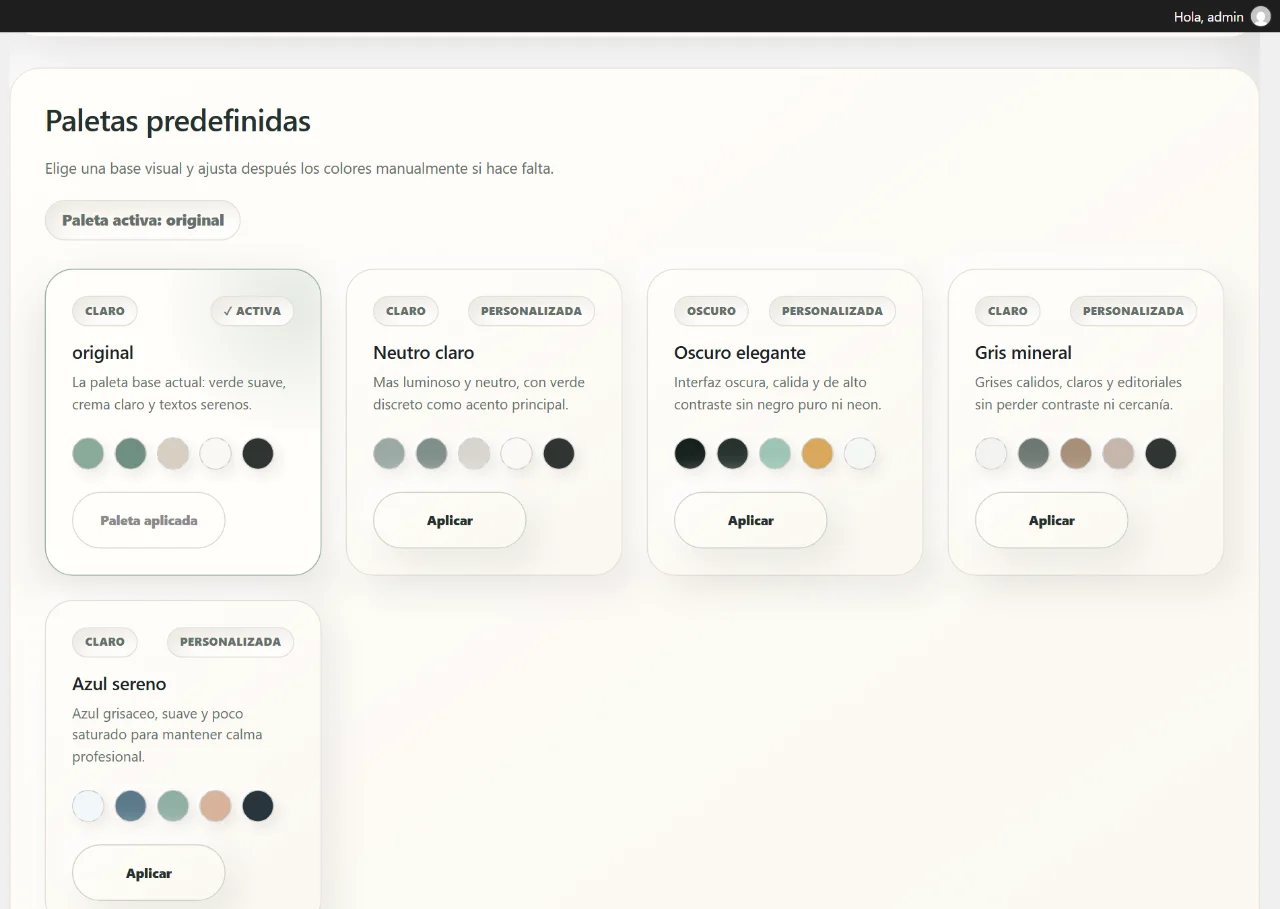 Hola, admin
Paletas predefinidas
Elige una base visual y ajusta después los colores manualmente si hace falta.
Paleta activa: original
CLARO
✓ ACTIVA
original
La paleta base actual: verde suave,
crema claro y textos serenos.
Paleta aplicada
CLARO
PERSONALIZADA
Neutro claro
Mas luminoso y neutro, con verde
discreto como acento principal.
Aplicar
OSCURO
PERSONALIZADA
Oscuro elegante
Interfaz oscura, calida y de alto
contraste sin negro puro ni neon.
Aplicar
CLARO
PERSONALIZADA
Gris mineral
Grises calidos, claros y editoriales
sin perder contraste ni cercanía.
Aplicar
CLARO
PERSONALIZADA
Azul sereno
Azul grisaceo, suave y poco
saturado para mantener calma
profesional.
Aplicar